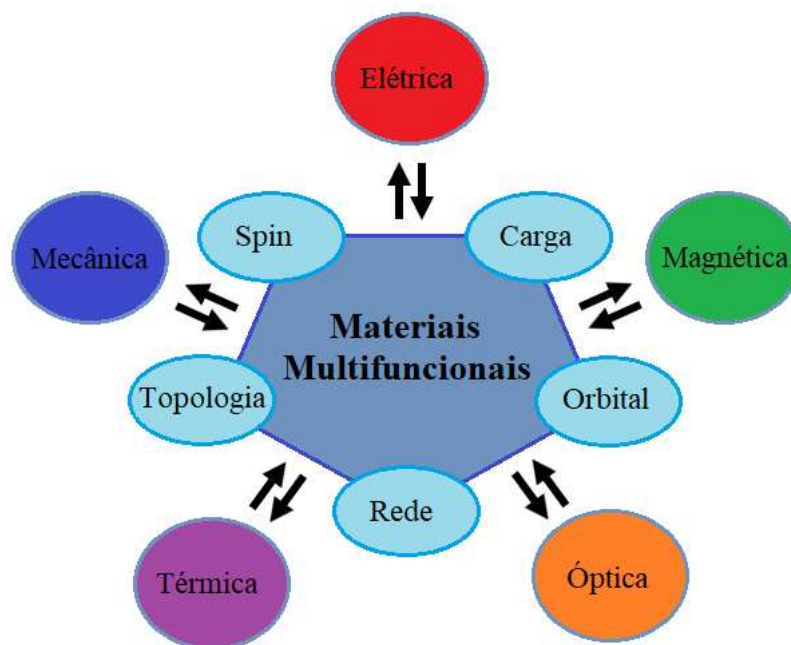 Elétrica
Spin
Carga
Mecânica
Magnética
Materiais
Multifuncionais
Topologia
Orbital
Rede
Térmica
Óptica